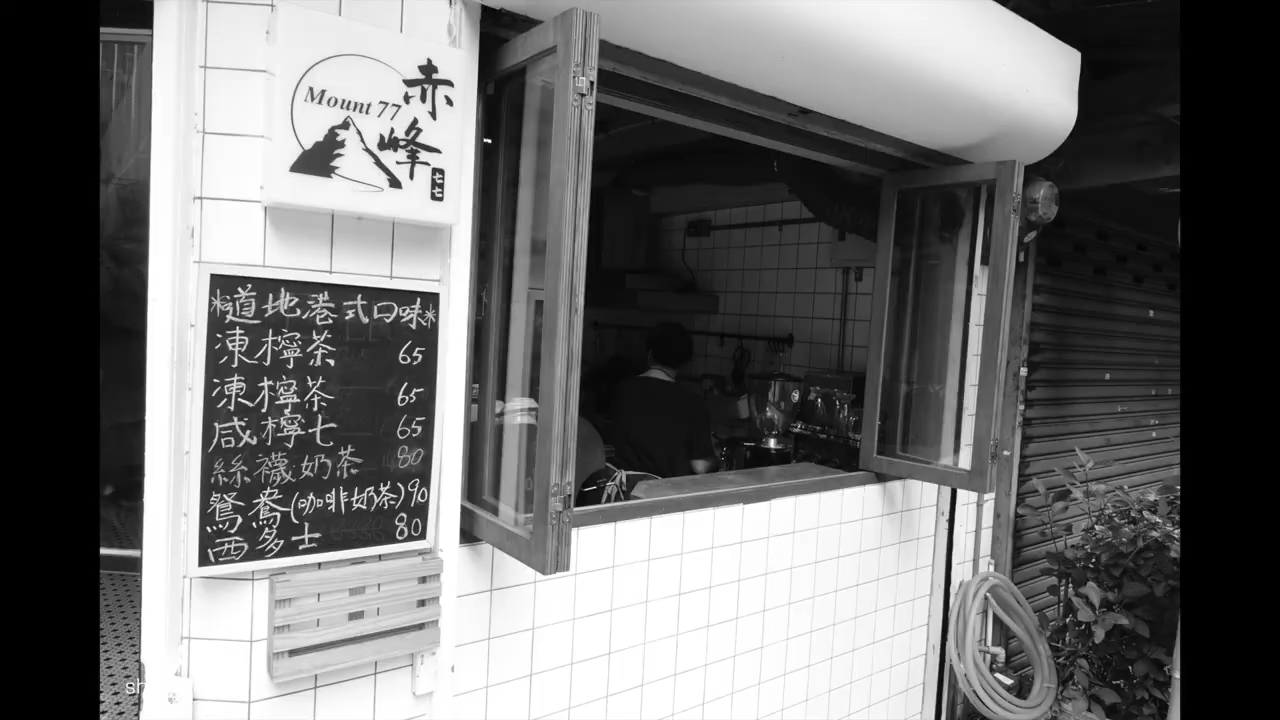 Mount 77
赤峰
七七
*道地港式口味*
凍檸茶 65
凍檸茶 65
咸檸七 65
絲襪奶茶 80
鴛鴦(咖啡奶茶)90
西多士 80